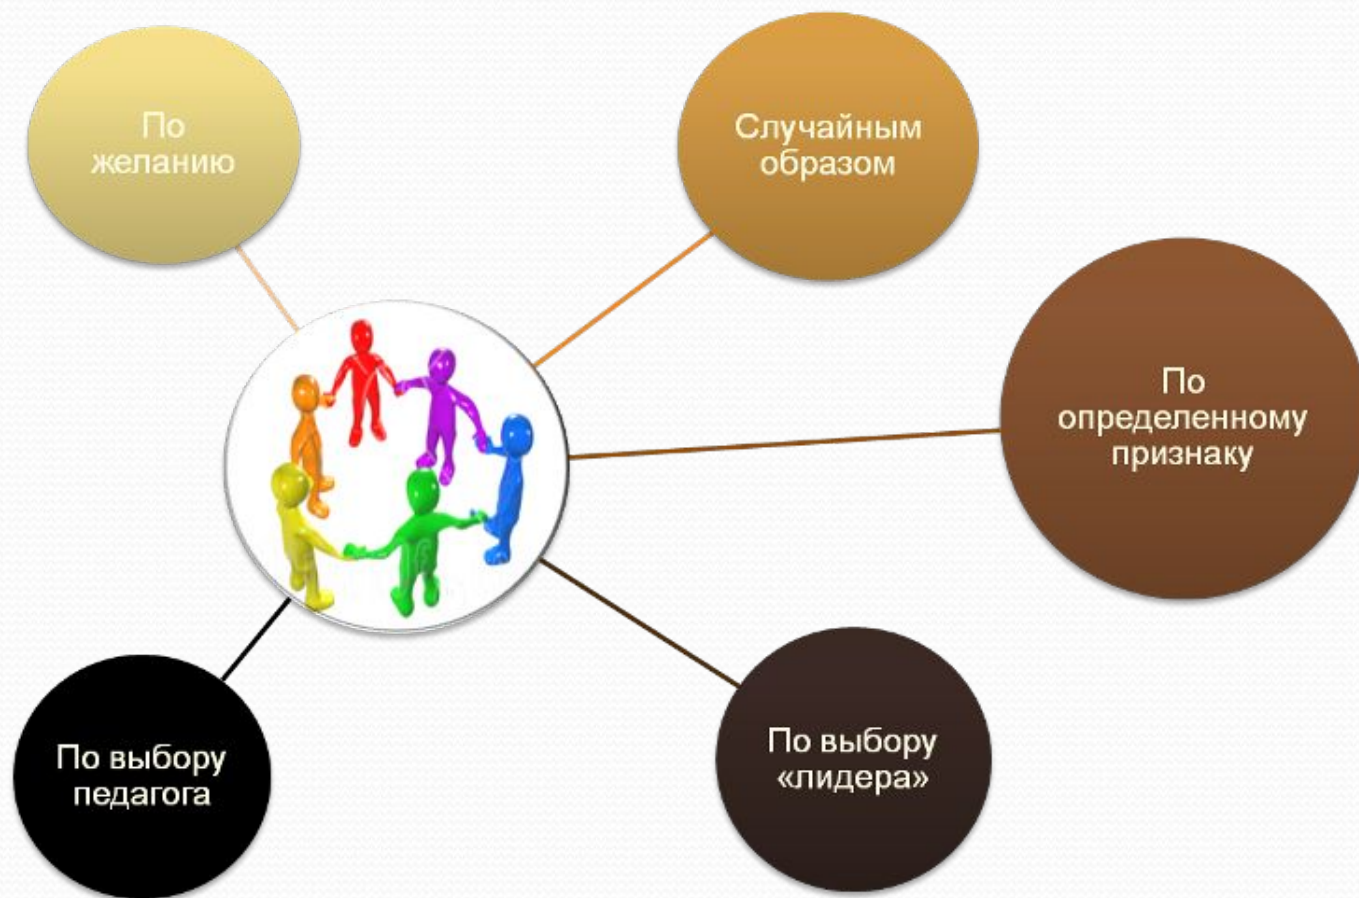 По
желанию
Случайным
образом
По
определенному
признаку
По выбору
«лидера»
По выбору
педагога